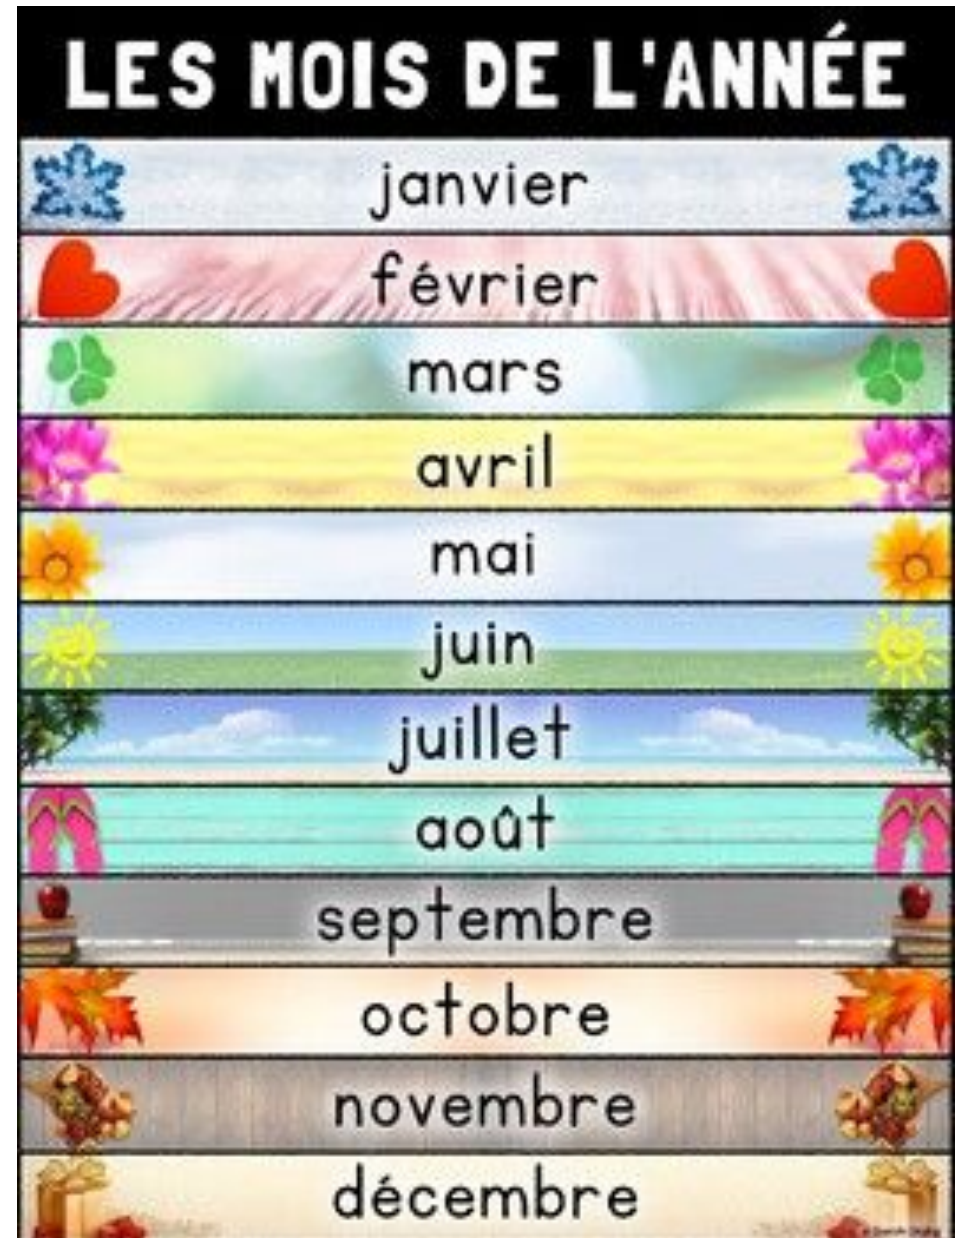 LES MOIS DE L'ANNÉE
janvier
février
mars
avril
mai
juin
juillet
août
septembre
octobre
novembre
décembre